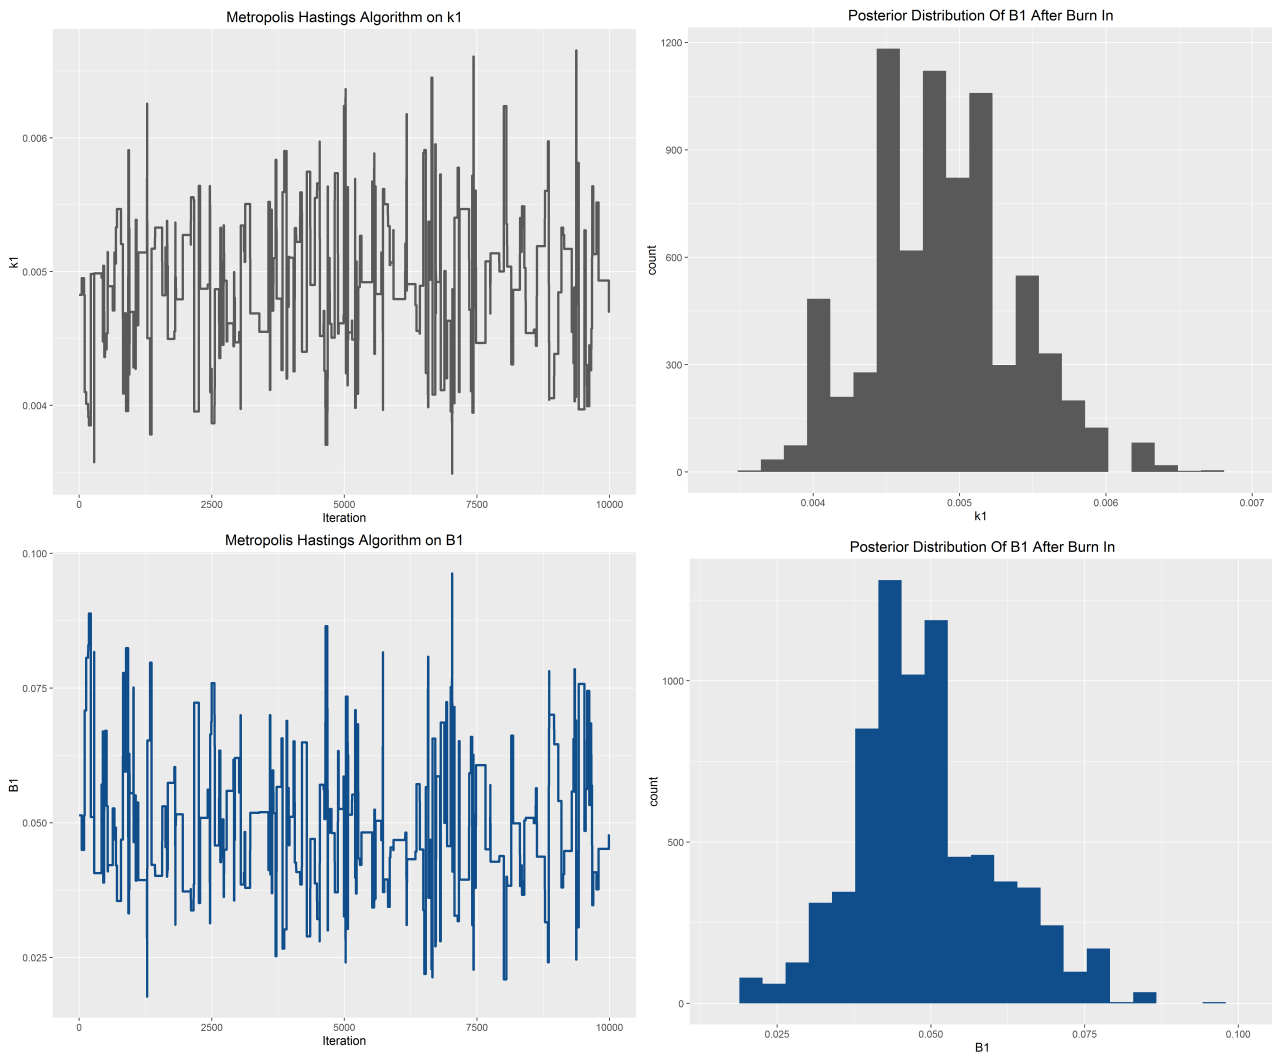 Metropolis Hastings Algorithm on k1
k1
0.006
0.005
0.004
0
2500
5000
7500
10000
Iteration
Posterior Distribution Of B1 After Burn In
count
1200
900
600
300
0
0.004
0.005
0.006
0.007
k1
Metropolis Hastings Algorithm on B1
B1
0.100
0.075
0.050
0.025
0
2500
5000
7500
10000
Iteration
Posterior Distribution Of B1 After Burn In
count
1000
500
0
0.025
0.050
0.075
0.100
B1